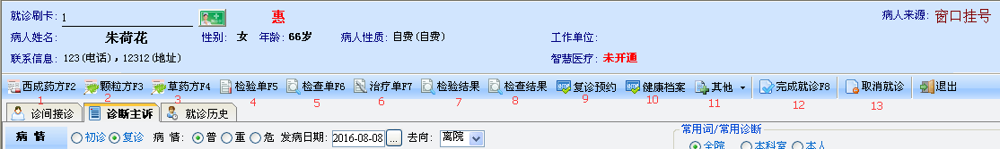 就诊刷卡: 1 惠 病人来源: 窗口挂号
病人姓名: 朱荷花 性别: 女 年龄: 66岁 病人性质: 自费(自费) 工作单位:
联系信息: 123(电话), 12312(地址) 智慧医疗: 未开通
西成药方F2 颗粒方F3 草药方F4 检验单F5 检查单F6 治疗单F7 检验结果 检查结果 复诊预约 健康档案 其他 完成就诊F8 取消就诊 退出
1 2 3 4 5 6 7 8 9 10 11 12 13
诊间接诊 诊断主诉 就诊历史
病 情 初诊 复诊 病 情: 普 重 危 发病日期: 2016-08-08 ... 去向: 离院 常用词/常用诊断
全院 本科室 本人